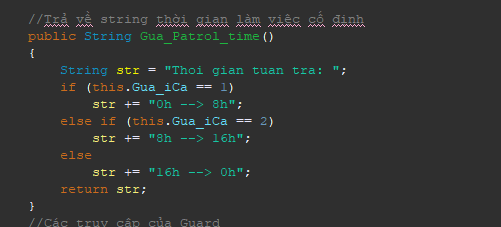 //Trả về string thời gian làm việc cố định
public String Gua_Patrol_time()
{
String str = "Thoi gian tuan tra: ";
if (this.Gua_iCa == 1)
str += "0h --> 8h";
else if (this.Gua_iCa == 2)
str += "8h --> 16h";
else
str += "16h --> 0h";
return str;
}
//Các truy cập của Guard